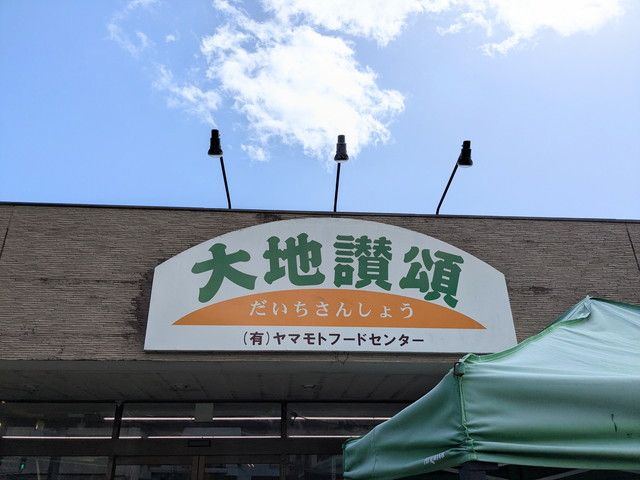 大地讃頌
だいちさんしょう
(有)ヤマモトフードセンター